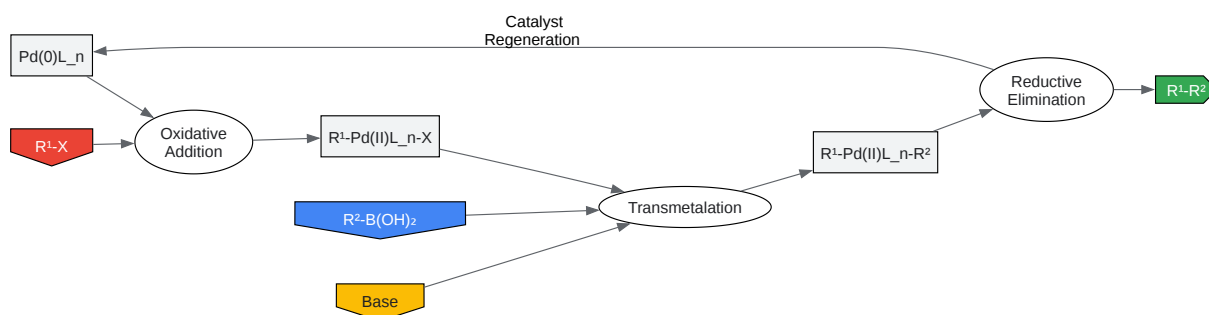 Catalyst
Regeneration
Pd(0)L_n
R¹-X
Oxidative
Addition
R¹-Pd(II)L_n-X
R²-B(OH)₂
Base
Transmetalation
R¹-Pd(II)L_n-R²
Reductive
Elimination
R¹-R²